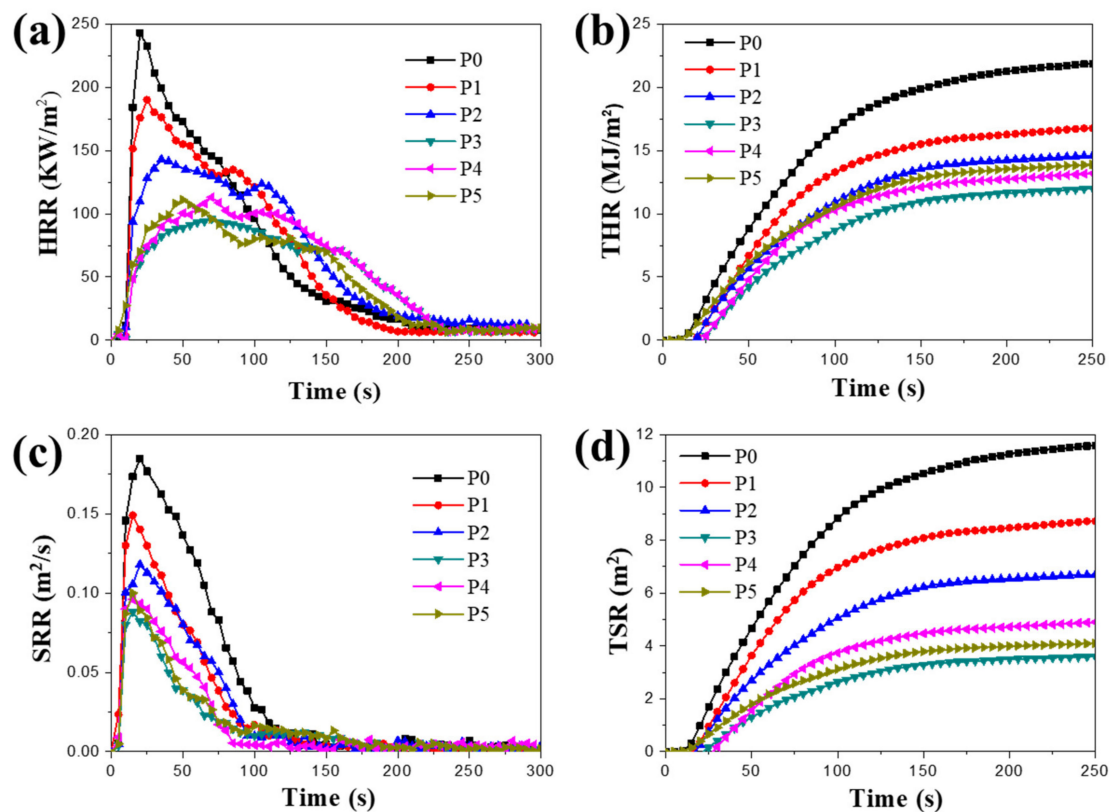 (a)
HRR (KW/m²)
250
200
150
100
50
0
P0
P1
P2
P3
P4
P5
0 50 100 150 200 250 300
Time (s)
(b)
THR (MJ/m²)
25
20
15
10
5
0
P0
P1
P2
P3
P4
P5
0 50 100 150 200 250
Time (s)
(c)
SRR (m²/s)
0.20
0.15
0.10
0.05
0.00
P0
P1
P2
P3
P4
P5
0 50 100 150 200 250 300
Time (s)
(d)
TSR (m²)
12
10
8
6
4
2
0
P0
P1
P2
P3
P4
P5
0 50 100 150 200 250
Time (s)